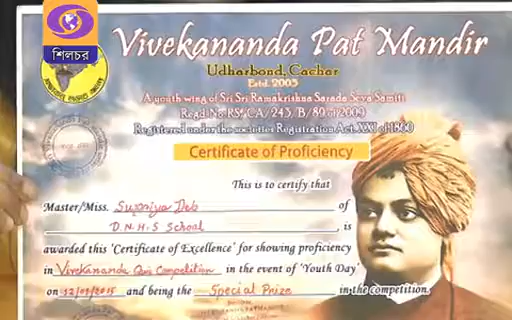 শিলচর
Vivekananda Pat Mandir
Udharbond, Cachar
Estd. 2005
A youth wing of Sri Sri Ramakrishna Sarada Seva Samiti
Regd. No. RS/CA/243/B/89 of 2009
Registered under the societies Registration Act. XXI of 1860
Certificate of Proficiency
This is to certify that
Master/Miss. Supriya Deb of
D.N.H.S School , is
awarded this 'Certificate of Excellence' for showing proficiency
in Vivekananda Quiz Competition in the event of 'Youth Day'
on 12/01/2015 and being the Special Prize in the competition.